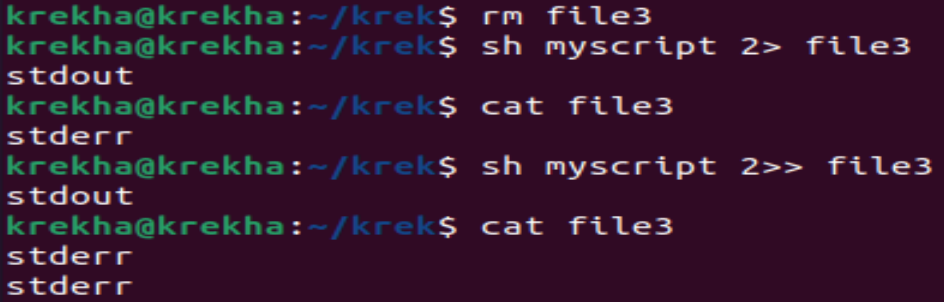 krekha@krekha:~/krek$ rm file3
krekha@krekha:~/krek$ sh myscript 2> file3
stdout
krekha@krekha:~/krek$ cat file3
stderr
krekha@krekha:~/krek$ sh myscript 2>> file3
stdout
krekha@krekha:~/krek$ cat file3
stderr
stderr